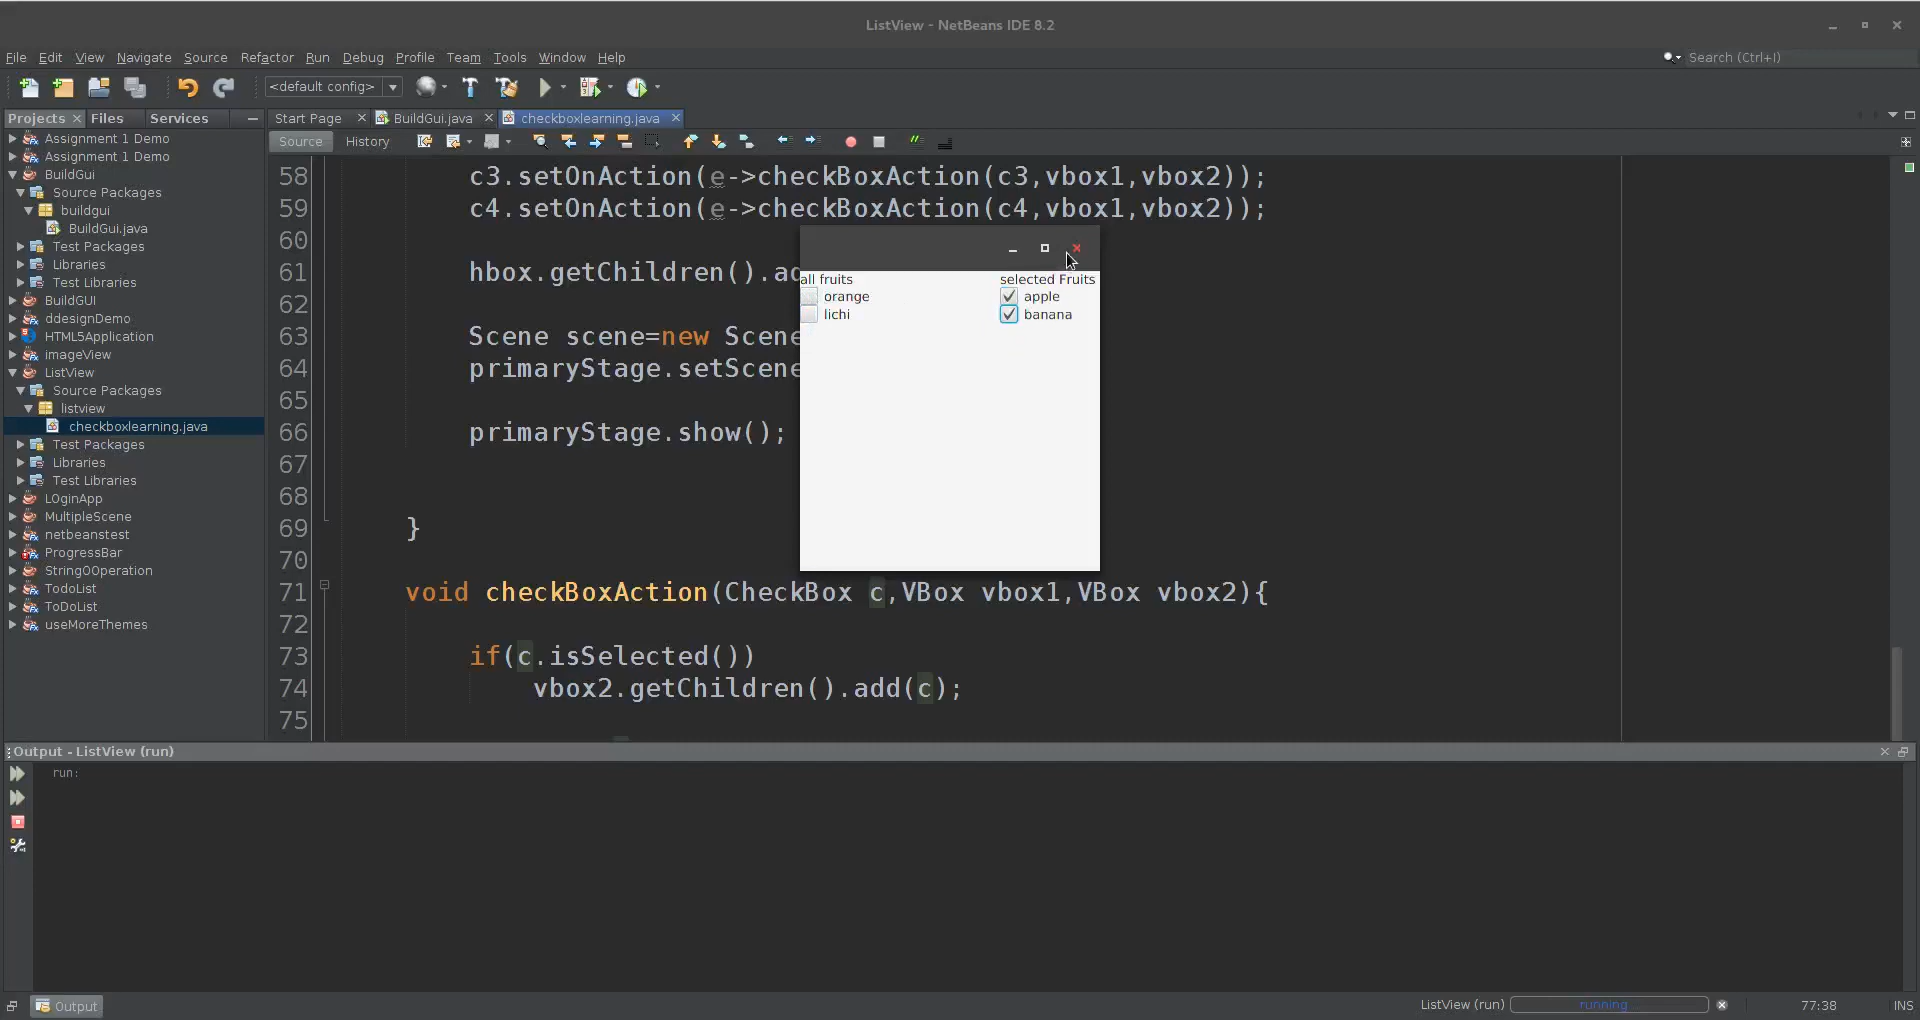 ListView - NetBeans IDE 8.2
File Edit View Navigate Source Refactor Run Debug Profile Team Tools Window Help
Search (Ctrl+I)
<default config>
Projects Files Services
Start Page BuildGui.java checkboxlearning.java
Source History
Assignment 1 Demo
Assignment 1 Demo
BuildGui
Source Packages
buildgui
BuildGui.java
Test Packages
Libraries
Test Libraries
BuildGUI
ddesignDemo
HTML5Application
imageView
ListView
Source Packages
listview
checkboxlearning.java
Test Packages
Libraries
Test Libraries
LOginApp
MultipleScene
netbeanstest
ProgressBar
StringOOperation
TodoList
ToDoList
useMoreThemes
58 c3.setOnAction(e->checkBoxAction(c3,vbox1,vbox2));
59 c4.setOnAction(e->checkBoxAction(c4,vbox1,vbox2));
60
61 hbox.getChildren().ad
62
63 Scene scene=new Scene
64 primaryStage.setScene
65
66 primaryStage.show();
67
68
69 }
70
71 void checkBoxAction(CheckBox c,VBox vbox1,VBox vbox2){
72
73 if(c.isSelected())
74 vbox2.getChildren().add(c);
75
all fruits
orange
lichi
selected Fruits
apple
banana
Output - ListView (run)
run:
Output
ListView (run) running... 77:38 INS